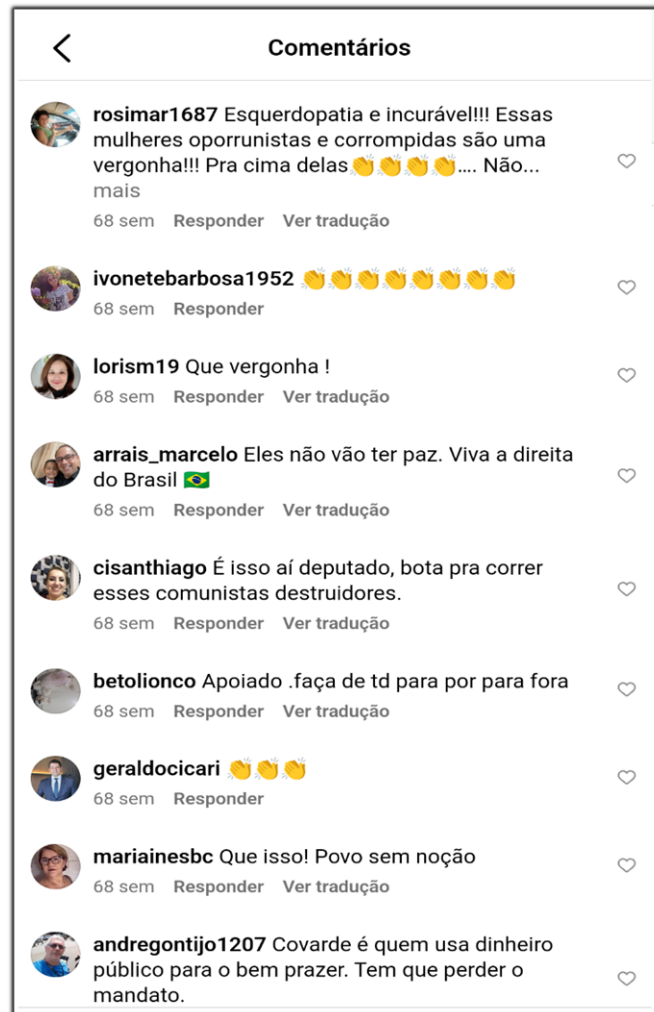 Comentários
rosimar1687 Esquerdopatia e incurável!!! Essas
mulheres oporrunistas e corrompidas são uma
vergonha!!! Pra cima delas👏👏👏👏…. Não...
mais
68 sem Responder Ver tradução
ivonetebarbosa1952 👏👏👏👏👏👏👏👏
68 sem Responder
lorism19 Que vergonha !
68 sem Responder Ver tradução
arrais_marcelo Eles não vão ter paz. Viva a direita
do Brasil 🇧🇷
68 sem Responder Ver tradução
cisanthiago É isso aí deputado, bota pra correr
esses comunistas destruidores.
68 sem Responder Ver tradução
betolionco Apoiado .faça de td para por para fora
68 sem Responder Ver tradução
geraldocicari 👏👏👏
68 sem Responder
mariainesbc Que isso! Povo sem noção
68 sem Responder Ver tradução
andregontijo1207 Covarde é quem usa dinheiro
público para o bem prazer. Tem que perder o
mandato.